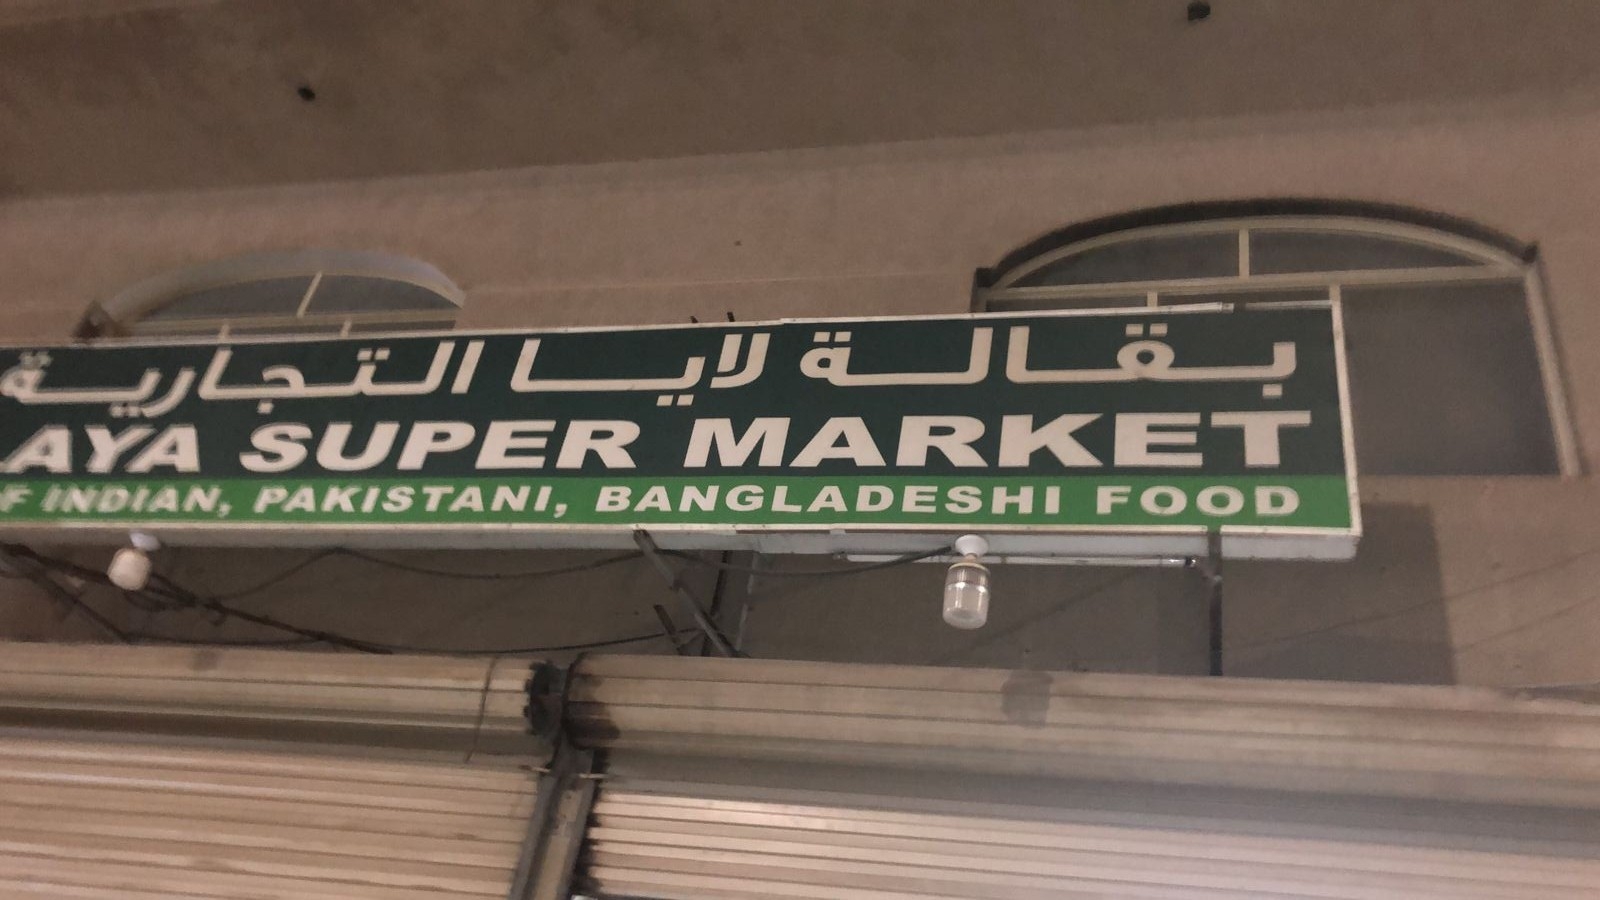 بقالة لايا التجارية
AYA SUPER MARKET
F INDIAN, PAKISTANI, BANGLADESHI FOOD